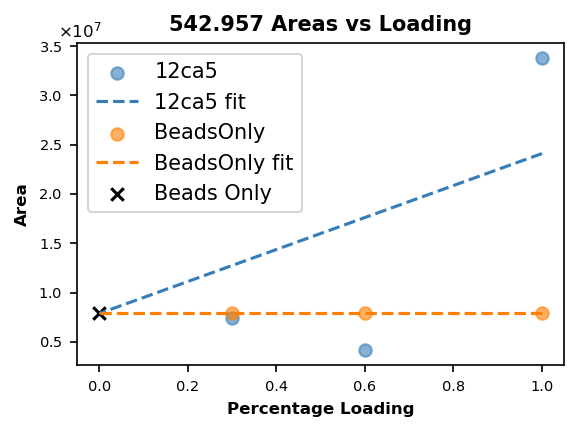 542.957 Areas vs Loading
×10⁷
3.5
3.0
2.5
2.0
1.5
1.0
0.5
Area
12ca5
12ca5 fit
BeadsOnly
BeadsOnly fit
Beads Only
0.0 0.2 0.4 0.6 0.8 1.0
Percentage Loading